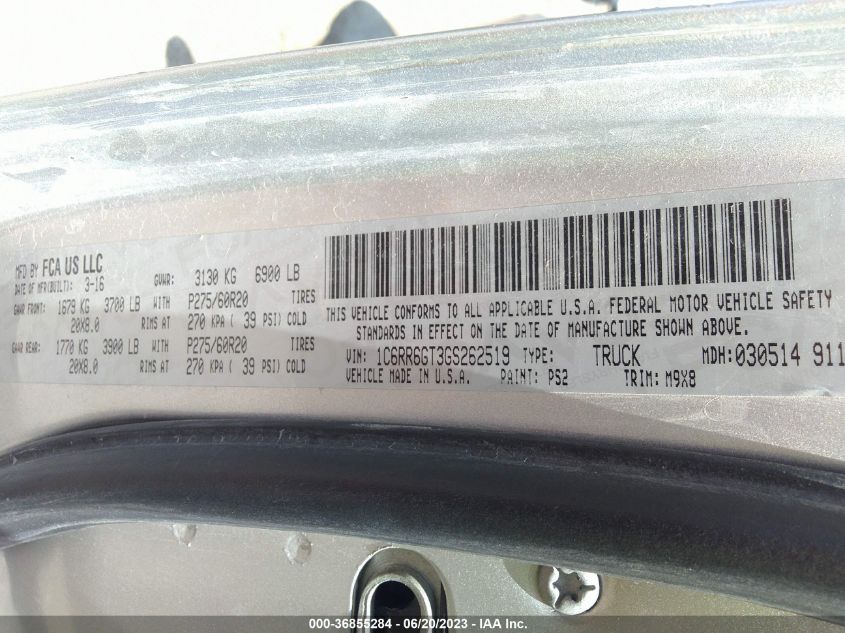 MFD BY FCA US LLC
DATE OF MFR(BUILT): 3-16 GVWR: 3130 KG 6900 LB
GAWR FRONT: 1679 KG 3700 LB WITH P275/60R20 TIRES
20X8.0 RIMS AT 270 KPA ( 39 PSI) COLD
GAWR REAR: 1770 KG 3900 LB WITH P275/60R20 TIRES
20X8.0 RIMS AT 270 KPA ( 39 PSI) COLD
THIS VEHICLE CONFORMS TO ALL APPLICABLE U.S.A. FEDERAL MOTOR VEHICLE SAFETY
STANDARDS IN EFFECT ON THE DATE OF MANUFACTURE SHOWN ABOVE.
VIN: 1C6RR6GT3GS262519 TYPE: TRUCK MDH: 030514 911
VEHICLE MADE IN U.S.A. PAINT: PS2 TRIM: M9X8
000-36855284 - 06/20/2023 - IAA Inc.